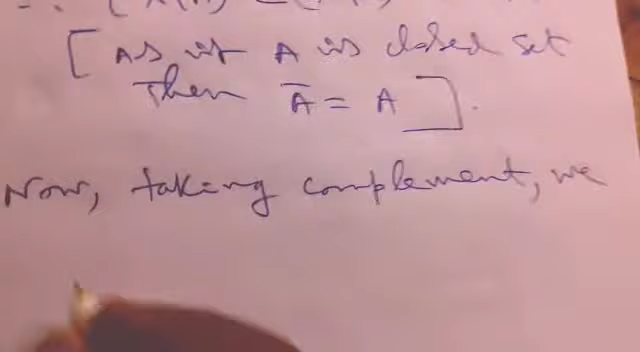 [ As if A is closed set
Then A̅ = A ].
Now, taking complement, we